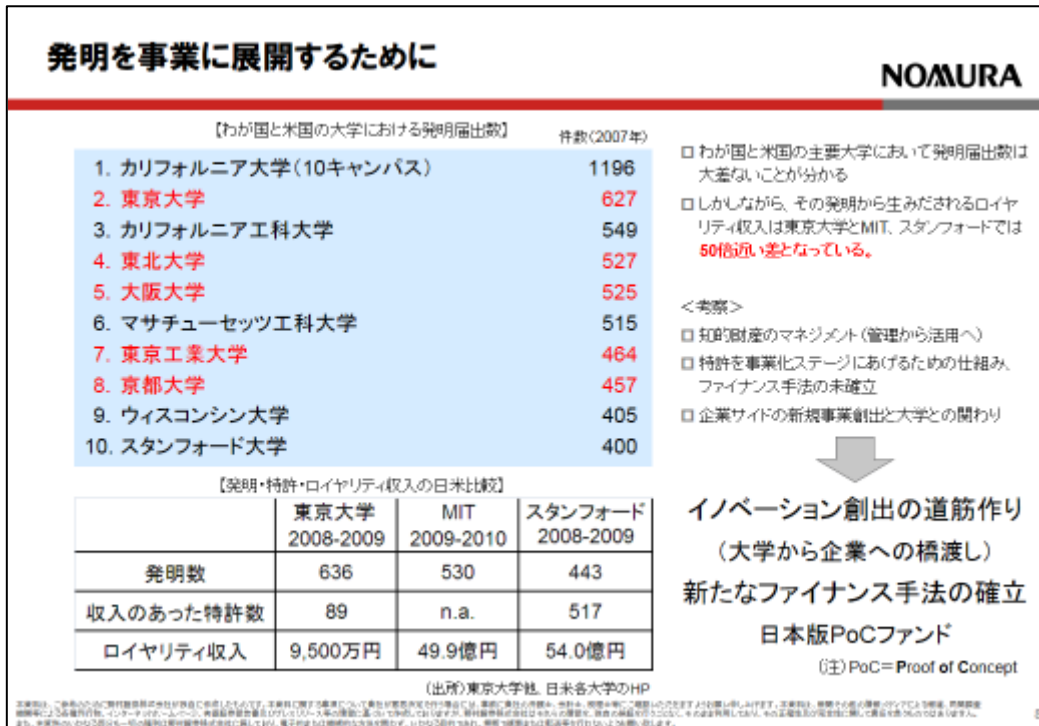 発明を事業に展開するために
NOMURA
【わが国と米国の大学における発明届出数】 件数(2007年)
1. カリフォルニア大学(10キャンパス) 1196
2. 東京大学 627
3. カリフォルニア工科大学 549
4. 東北大学 527
5. 大阪大学 525
6. マサチューセッツ工科大学 515
7. 東京工業大学 464
8. 京都大学 457
9. ウィスコンシン大学 405
10. スタンフォード大学 400
【発明・特許・ロイヤリティ収入の日米比較】
東京大学 MIT スタンフォード
2008-2009 2009-2010 2008-2009
発明数 636 530 443
収入のあった特許数 89 n.a. 517
ロイヤリティ収入 9,500万円 49.9億円 54.0億円
(出所)東京大学他、日米各大学のHP
□わが国と米国の主要大学において発明届出数は
大差ないことが分かる
□しかしながら、その発明から生みだされるロイヤ
リティ収入は東京大学とMIT、スタンフォードでは
50倍近い差となっている。
<考察>
□知的財産のマネジメント(管理から活用へ)
□特許を事業化ステージにあげるための仕組み、
ファイナンス手法の未確立
□企業サイドの新規事業創出と大学との関わり
イノベーション創出の道筋作り
(大学から企業への橋渡し)
新たなファイナンス手法の確立
日本版PoCファンド
(注)PoC=Proof of Concept